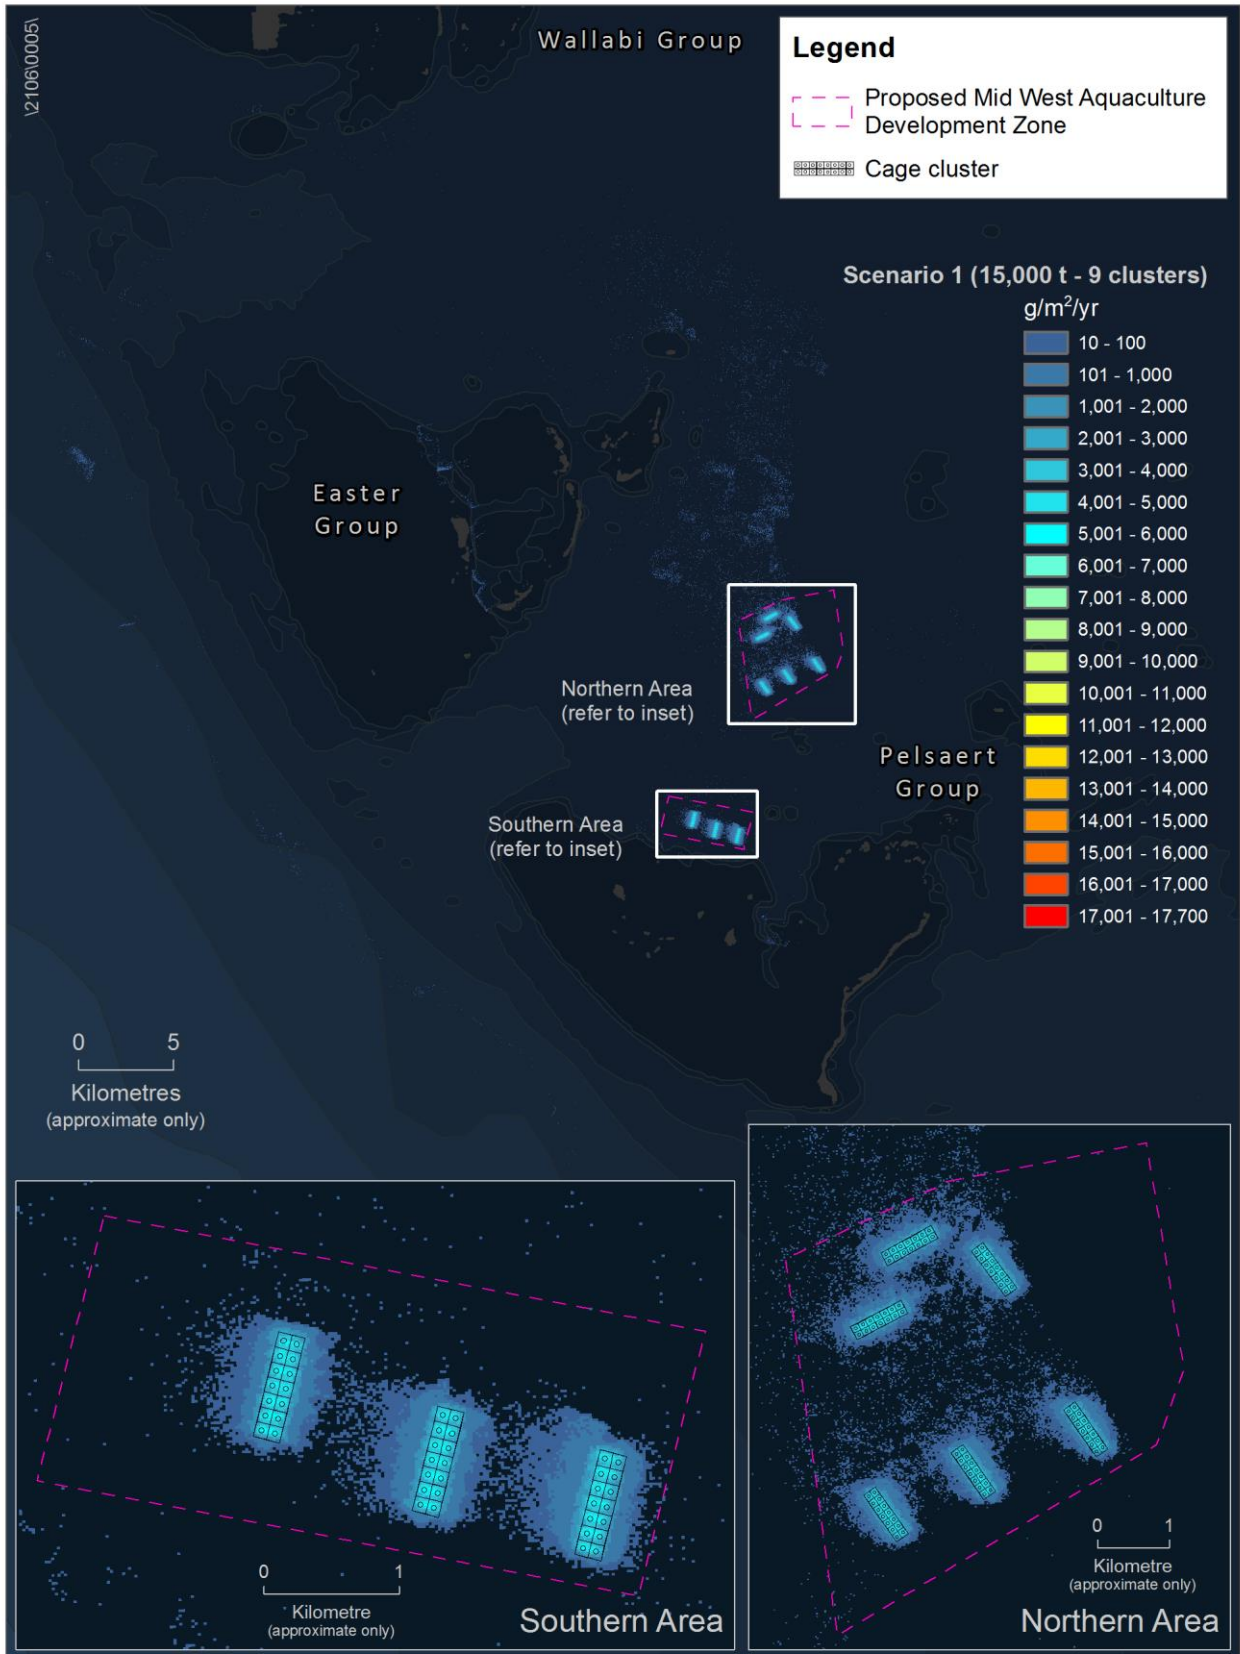 \2106\0005\
Wallabi Group
Legend
Proposed Mid West Aquaculture
Development Zone
Cage cluster
Scenario 1 (15,000 t - 9 clusters)
g/m²/yr
10 - 100
101 - 1,000
1,001 - 2,000
2,001 - 3,000
3,001 - 4,000
4,001 - 5,000
5,001 - 6,000
6,001 - 7,000
7,001 - 8,000
8,001 - 9,000
9,001 - 10,000
10,001 - 11,000
11,001 - 12,000
12,001 - 13,000
13,001 - 14,000
14,001 - 15,000
15,001 - 16,000
16,001 - 17,000
17,001 - 17,700
Easter
Group
Northern Area
(refer to inset)
Pelsaert
Group
Southern Area
(refer to inset)
0 5
Kilometres
(approximate only)
0 1
Kilometre
(approximate only)
Southern Area
0 1
Kilometre
(approximate only)
Northern Area